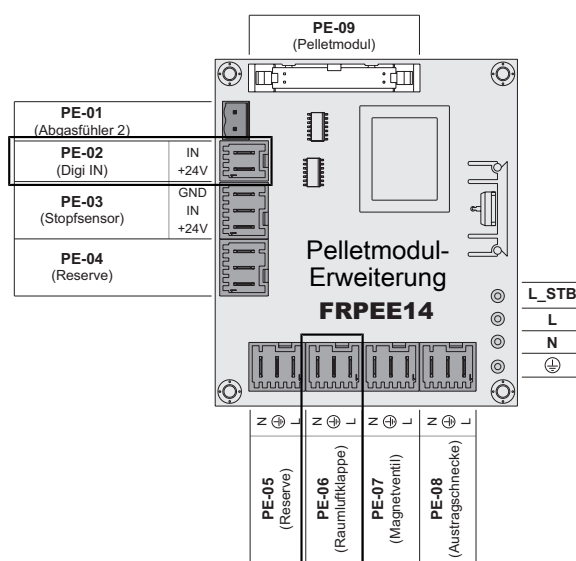 PE-09
(Pelletmodul)
PE-01
(Abgasfühler 2)
PE-02
(Digi IN)
IN
+24V
PE-03
(Stopfsensor)
GND
IN
+24V
PE-04
(Reserve)
Pelletmodul-
Erweiterung
FRPEE14
L_STB
L
N
N L
N L
N L
N L
PE-05
(Reserve)
PE-06
(Raumluftklappe)
PE-07
(Magnetventil)
PE-08
(Austragschnecke)